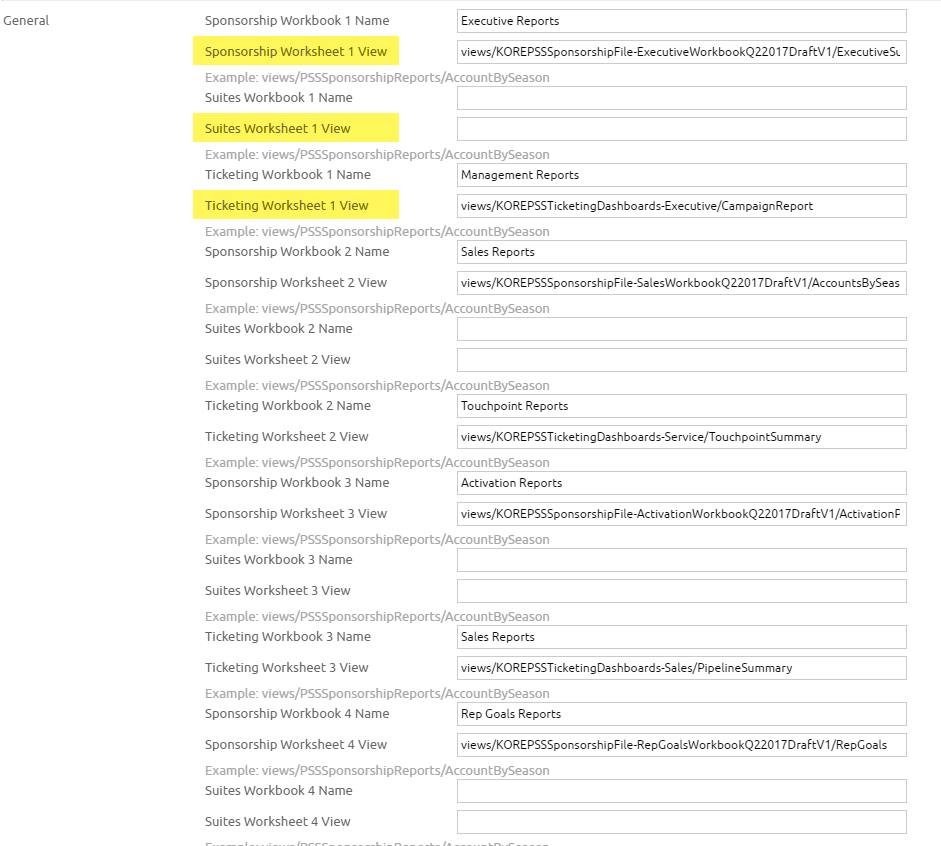 General
Sponsorship Workbook 1 Name Executive Reports
Sponsorship Worksheet 1 View views/KOREPSSSponsorshipFile-ExecutiveWorkbookQ22017DraftV1/ExecutiveSu
Example: views/PSSSponsorshipReports/AccountBySeason
Suites Workbook 1 Name
Suites Worksheet 1 View
Example: views/PSSSponsorshipReports/AccountBySeason
Ticketing Workbook 1 Name Management Reports
Ticketing Worksheet 1 View views/KOREPSSTicketingDashboards-Executive/CampaignReport
Example: views/PSSSponsorshipReports/AccountBySeason
Sponsorship Workbook 2 Name Sales Reports
Sponsorship Worksheet 2 View views/KOREPSSSponsorshipFile-SalesWorkbookQ22017DraftV1/AccountsBySeas
Example: views/PSSSponsorshipReports/AccountBySeason
Suites Workbook 2 Name
Suites Worksheet 2 View
Example: views/PSSSponsorshipReports/AccountBySeason
Ticketing Workbook 2 Name Touchpoint Reports
Ticketing Worksheet 2 View views/KOREPSSTicketingDashboards-Service/TouchpointSummary
Example: views/PSSSponsorshipReports/AccountBySeason
Sponsorship Workbook 3 Name Activation Reports
Sponsorship Worksheet 3 View views/KOREPSSSponsorshipFile-ActivationWorkbookQ22017DraftV1/ActivationP
Example: views/PSSSponsorshipReports/AccountBySeason
Suites Workbook 3 Name
Suites Worksheet 3 View
Example: views/PSSSponsorshipReports/AccountBySeason
Ticketing Workbook 3 Name Sales Reports
Ticketing Worksheet 3 View views/KOREPSSTicketingDashboards-Sales/PipelineSummary
Example: views/PSSSponsorshipReports/AccountBySeason
Sponsorship Workbook 4 Name Rep Goals Reports
Sponsorship Worksheet 4 View views/KOREPSSSponsorshipFile-RepGoalsWorkbookQ22017DraftV1/RepGoals
Example: views/PSSSponsorshipReports/AccountBySeason
Suites Workbook 4 Name
Suites Worksheet 4 View
Example: views/PSSSponsorshipReports/AccountBySeason